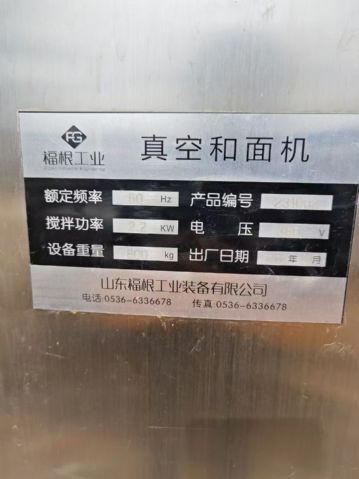 FG
福根工业
真空和面机
额定频率 Hz 产品编号
搅拌功率 KW 电 压 V
设备重量 kg 出厂日期 年 月
山东福根工业装备有限公司
电话:0536-6336678 传真:0536-6336678